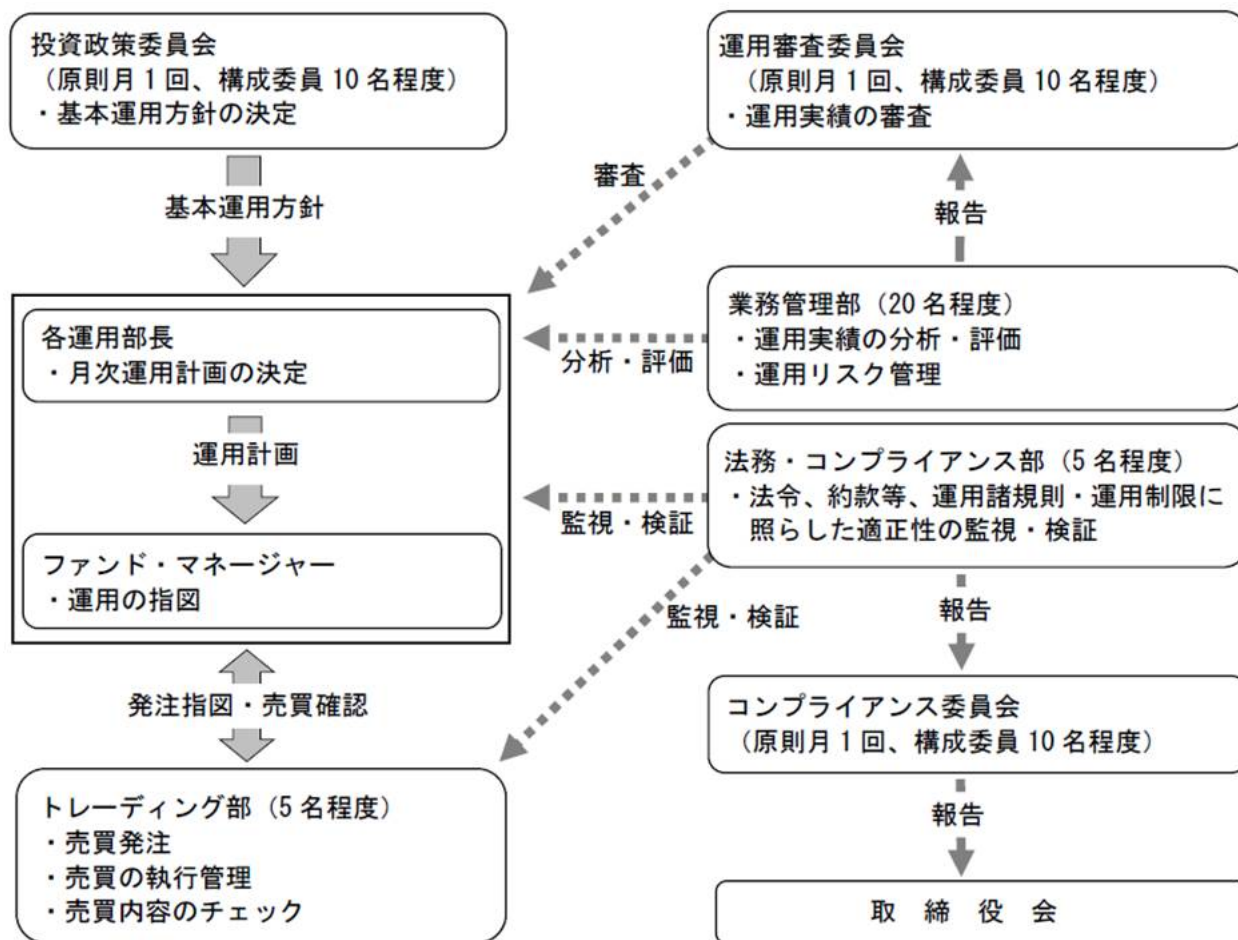 投資政策委員会
（原則月1回、構成委員10名程度）
・基本運用方針の決定
基本運用方針
各運用部長
・月次運用計画の決定
運用計画
ファンド・マネージャー
・運用の指図
発注指図・売買確認
トレーディング部（5名程度）
・売買発注
・売買の執行管理
・売買内容のチェック
運用審査委員会
（原則月1回、構成委員10名程度）
・運用実績の審査
審査
報告
業務管理部（20名程度）
・運用実績の分析・評価
・運用リスク管理
分析・評価
法務・コンプライアンス部（5名程度）
・法令、約款等、運用諸規則・運用制限に
照らした適正性の監視・検証
監視・検証
監視・検証
報告
コンプライアンス委員会
（原則月1回、構成委員10名程度）
報告
取締役会